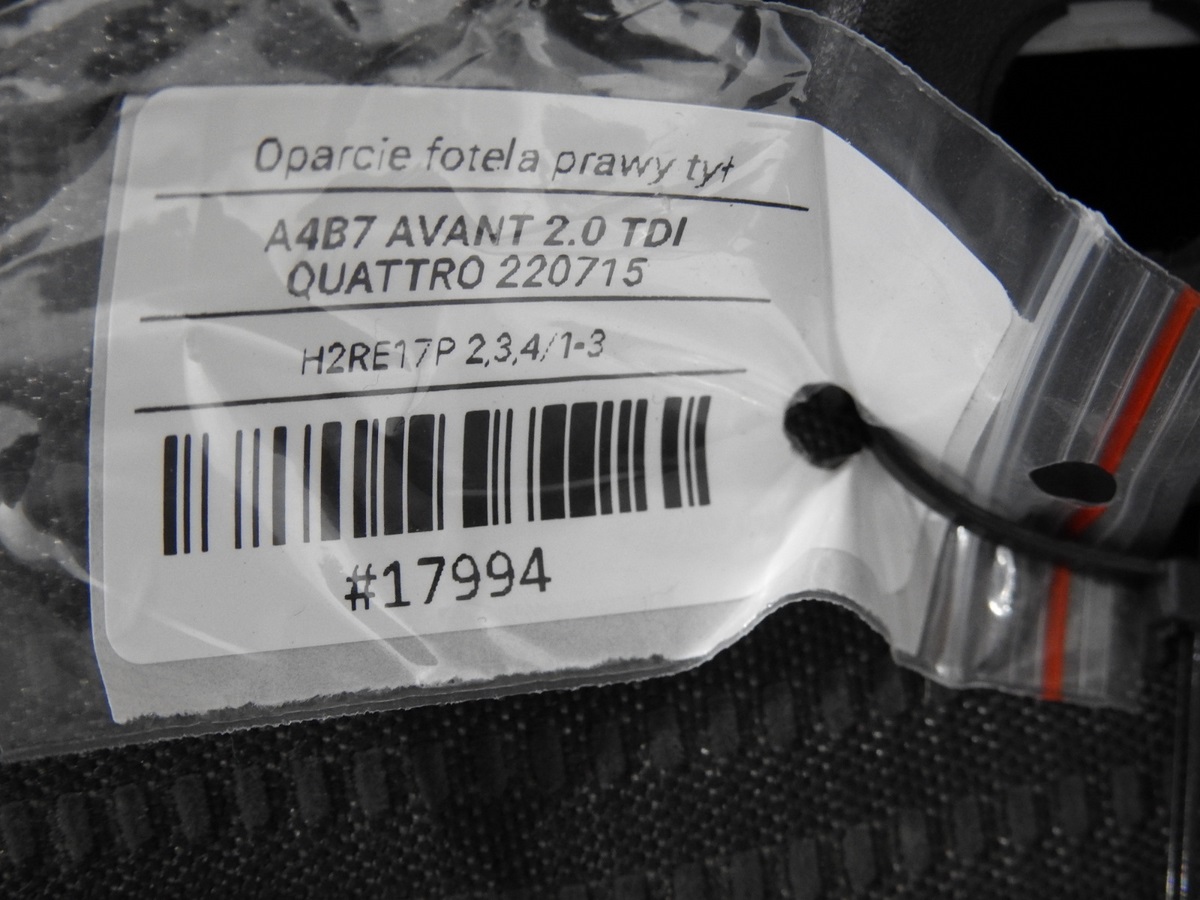 Oparcie fotela prawy tył
A4B7 AVANT 2.0 TDI
QUATTRO 220715
H2RE17P 2,3,4/1-3
#17994